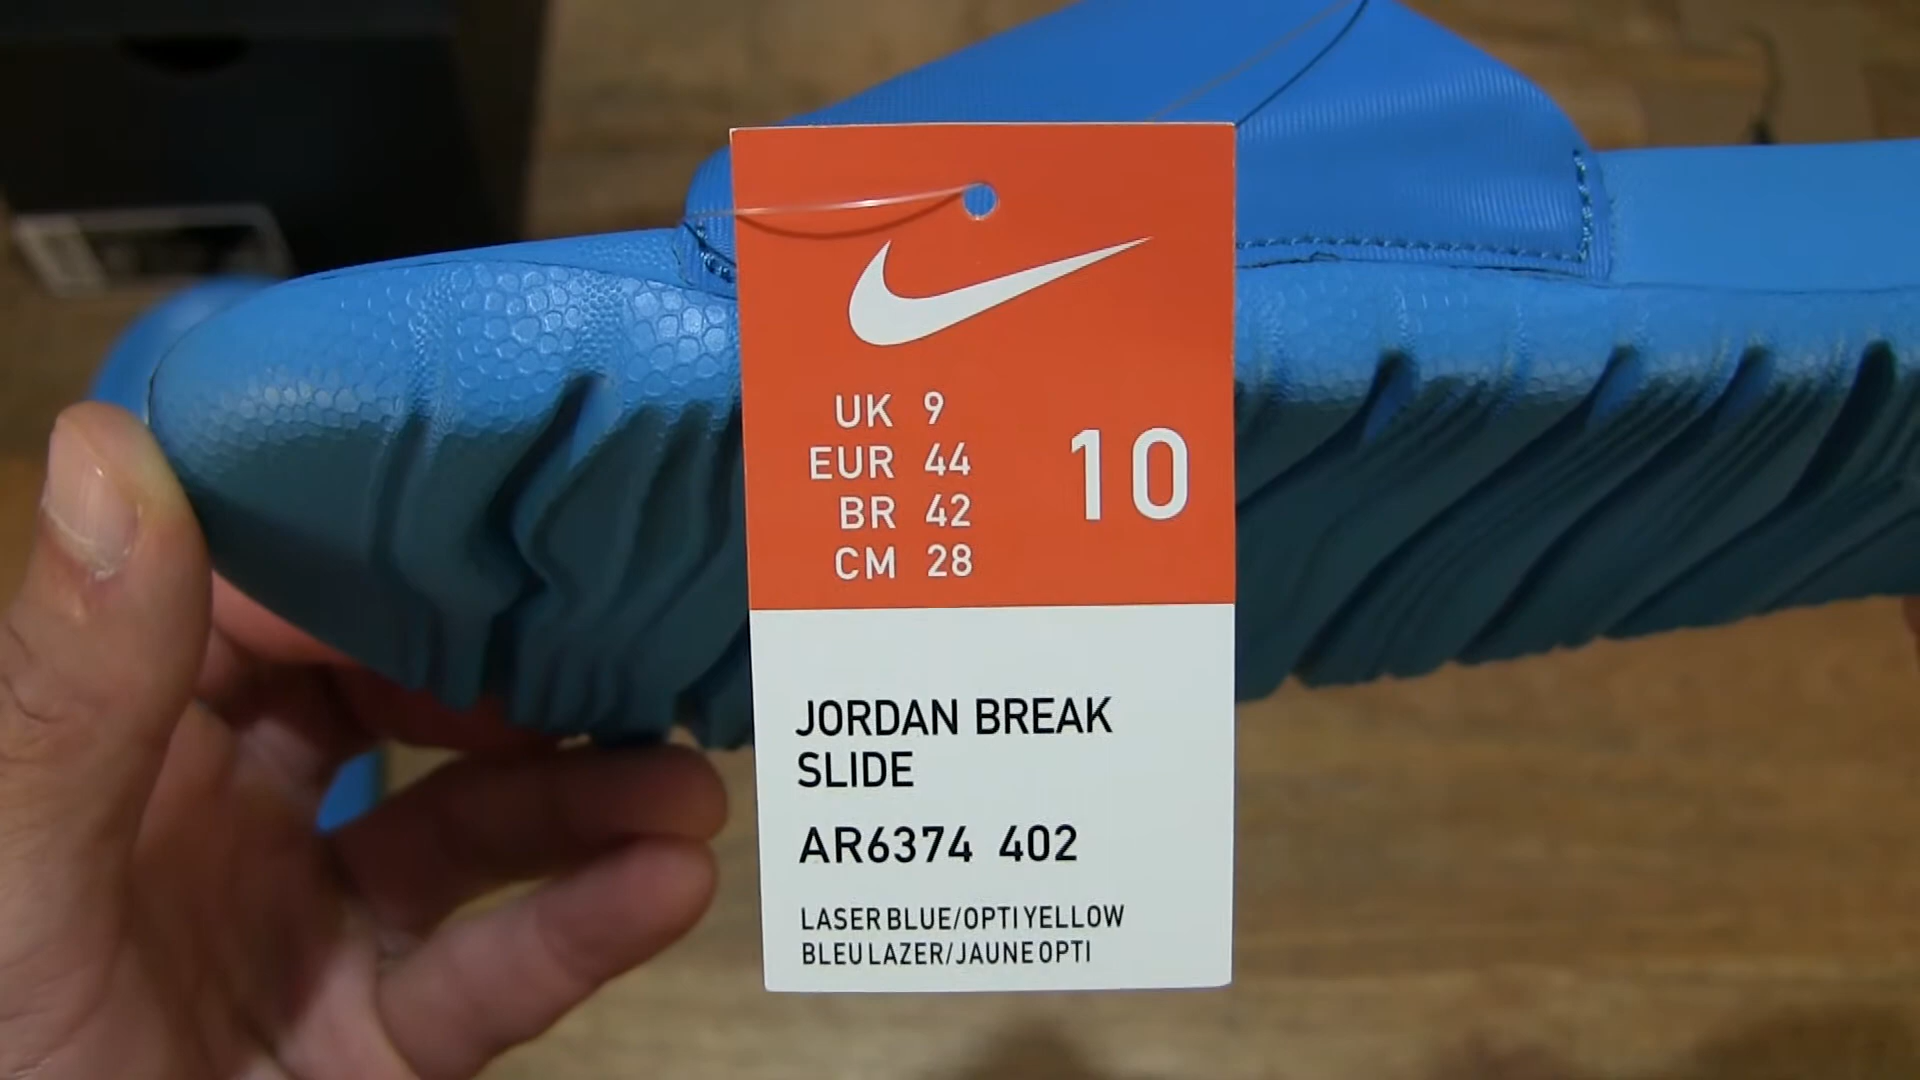 UK 9
EUR 44
BR 42
CM 28
10
JORDAN BREAK
SLIDE
AR6374 402
LASER BLUE/OPTI YELLOW
BLEU LAZER/JAUNE OPTI